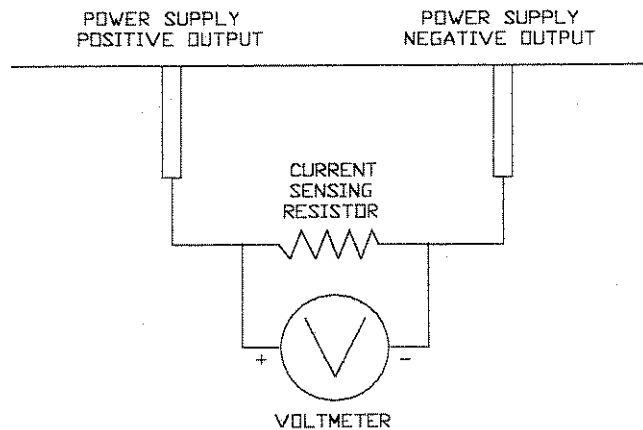 POWER SUPPLY
POSITIVE OUTPUT
POWER SUPPLY
NEGATIVE OUTPUT
CURRENT
SENSING
RESISTOR
+
V
-
VOLTMETER